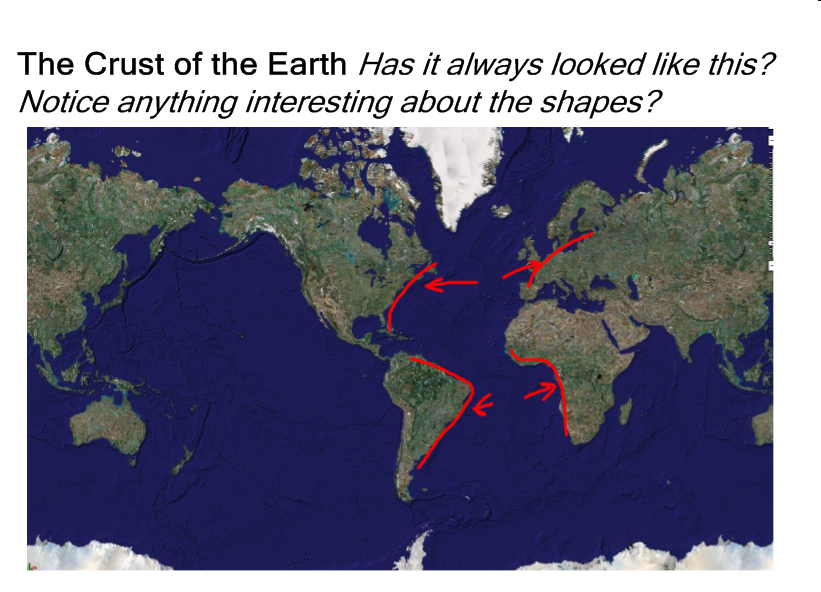 The Crust of the Earth Has it always looked like this?
Notice anything interesting about the shapes?